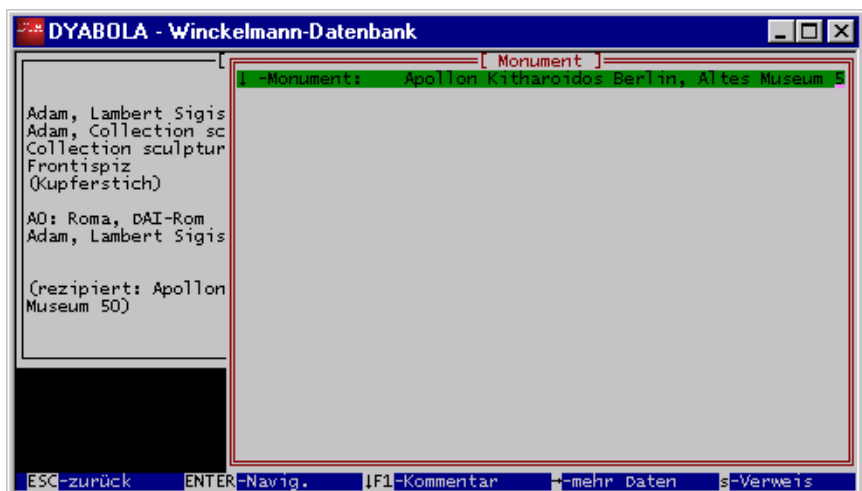 DYABOLA - Winckelmann-Datenbank
[ Monument ]
↓ -Monument: Apollon Kitharoidos Berlin, Altes Museum 5
Adam, Lambert Sigis
Adam, Collection sc
Collection sculptur
Frontispiz
(Kupferstich)
AO: Roma, DAI-Rom
Adam, Lambert Sigis
(rezipiert: Apollon
Museum 50)
ESC-zurück ENTER-Navig. ↓F1-Kommentar →-mehr Daten s-Verweis